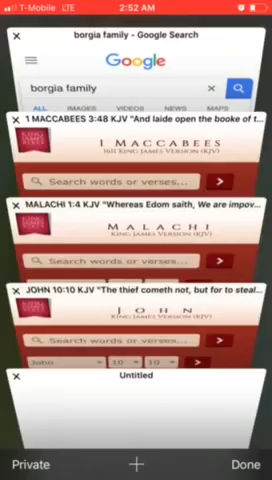 T-Mobile LTE 2:52 AM
borgia family - Google Search
Google
borgia family
ALL IMAGES VIDEOS NEWS MAPS
1 MACCABEES 3:48 KJV "And laide open the booke of t...
KING JAMES BIBLE
1 MACCABEES
1611 KING JAMES VERSION (KJV)
Search words or verses...
MALACHI 1:4 KJV "Whereas Edom saith, We are impov...
MALACHI
KING JAMES VERSION (KJV)
Search words or verses...
JOHN 10:10 KJV "The thief cometh not, but for to steal...
JOHN
KING JAMES VERSION (KJV)
Search words or verses...
John 10 10
Untitled
Private
Done